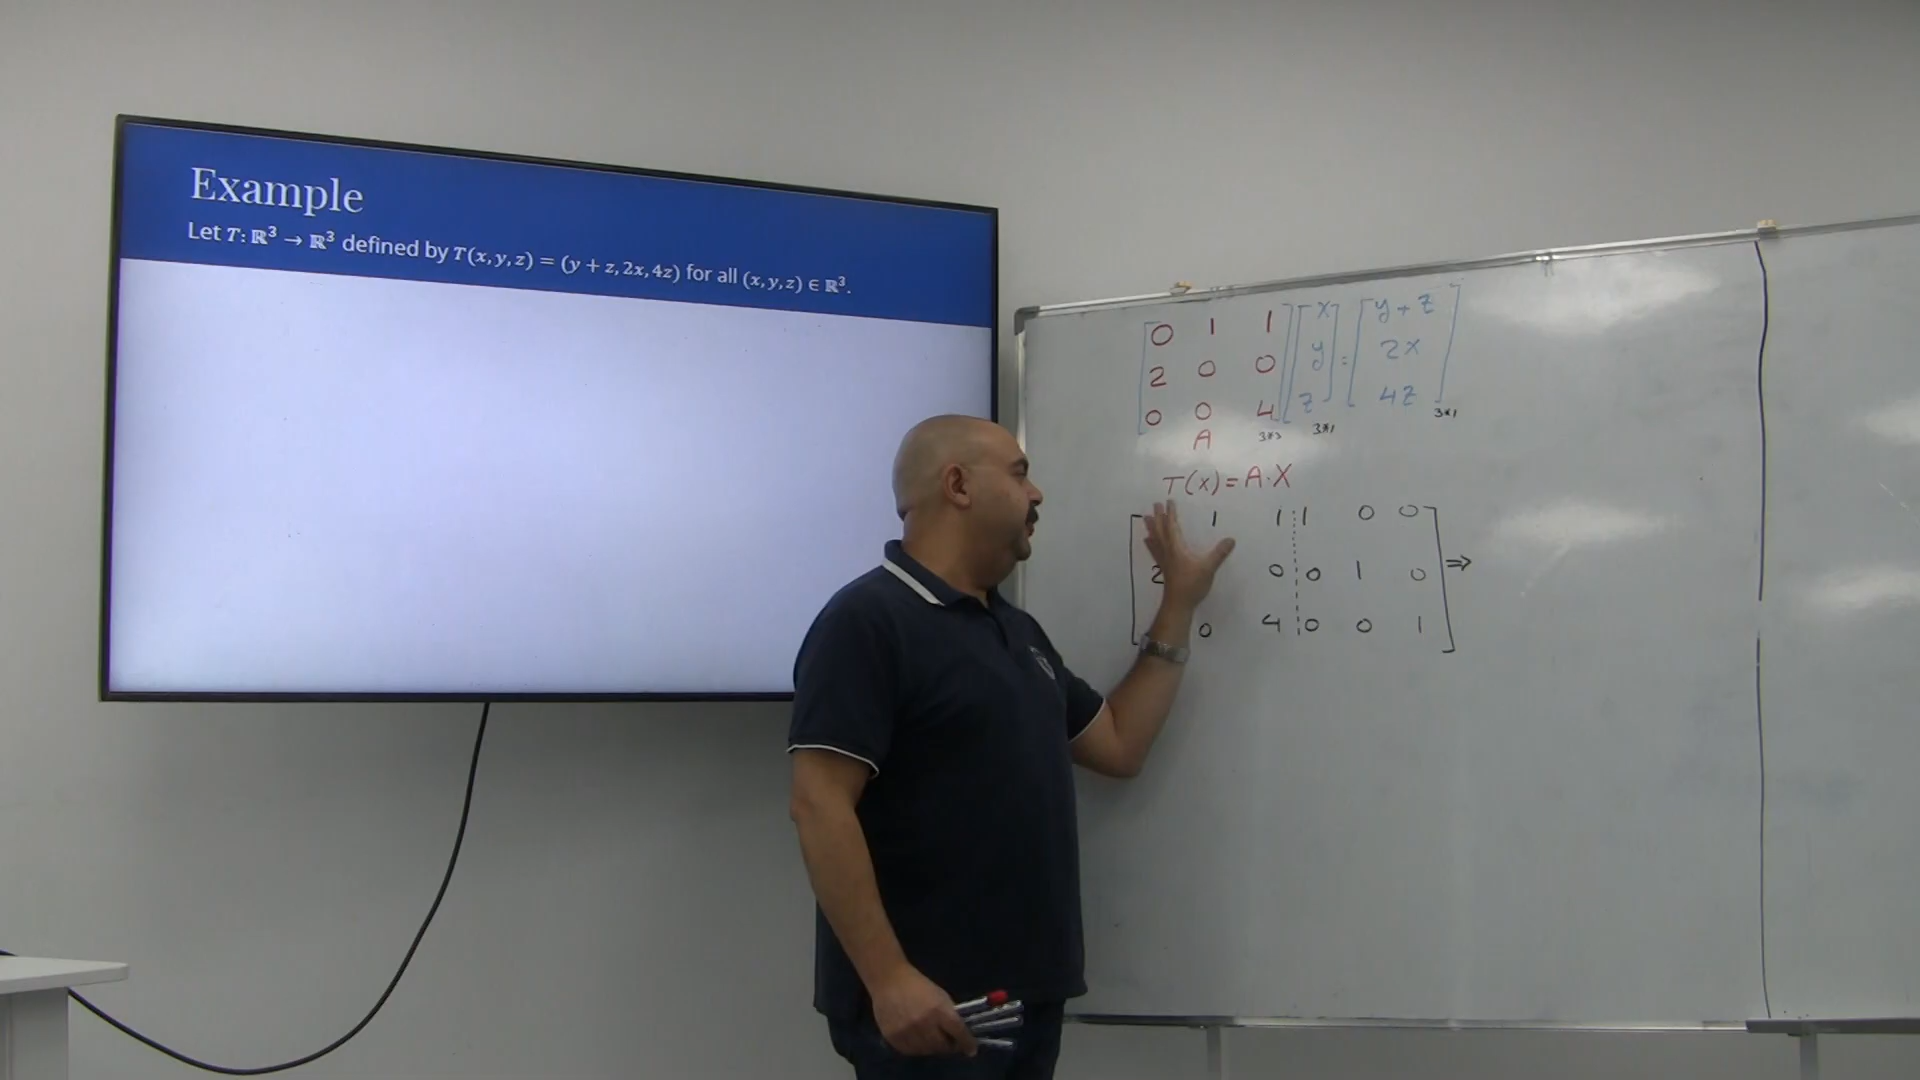 Example
Let T: ℝ³ → ℝ³ defined by T(x, y, z) = (y + z, 2x, 4z) for all (x, y, z) ∈ ℝ³.
0 1 1 x y + z
2 0 0 y = 2x
0 0 4 z 4z
A 3*3 3*1 3*1
T(x) = A·X
1 1 1 0 0
2 0 0 1 0 ⇒
0 4 0 0 1